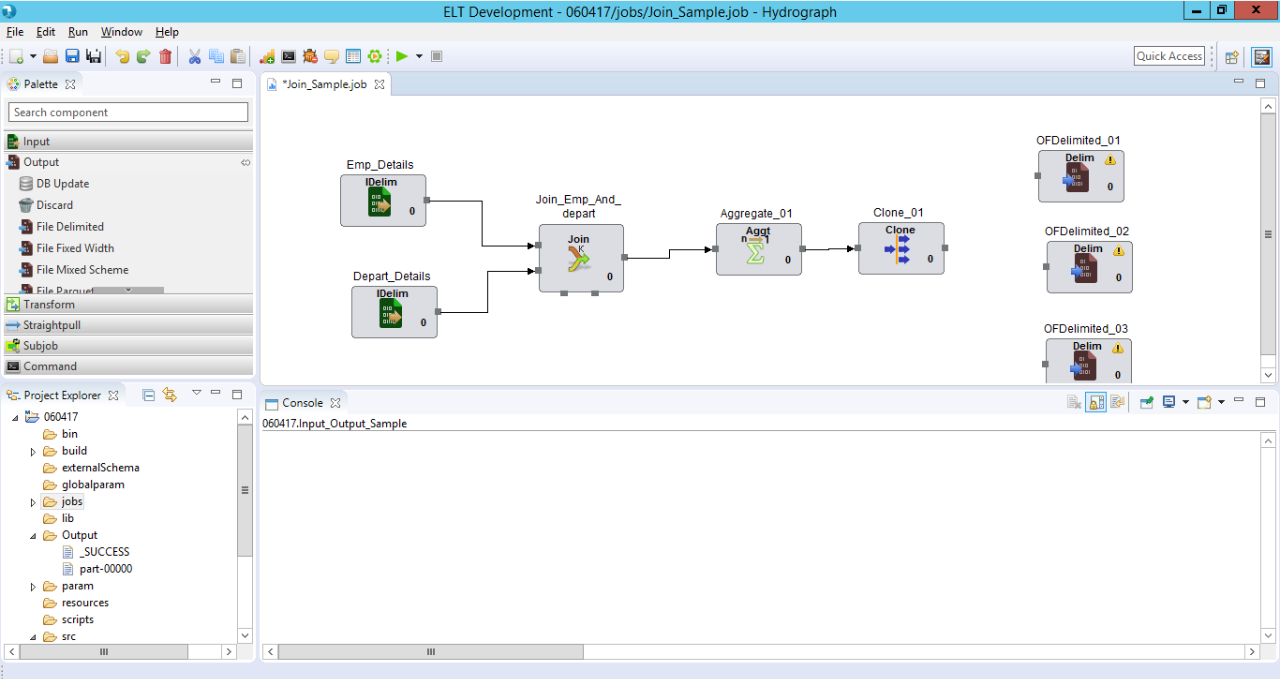 ELT Development - 060417/jobs/Join_Sample.job - Hydrograph
File Edit Run Window Help
Quick Access
Palette
Search component
Input
Output
DB Update
Discard
File Delimited
File Fixed Width
File Mixed Scheme
File Parquet
Transform
Straightpull
Subjob
Command
*Join_Sample.job
Emp_Details
IDelim
0
Depart_Details
IDelim
0
Join_Emp_And_
depart
Join
K
0
Aggregate_01
Aggt
n 1
0
Clone_01
Clone
0
OFDelimited_01
Delim
0
OFDelimited_02
Delim
0
OFDelimited_03
Delim
0
Project Explorer
060417
bin
build
externalSchema
globalparam
jobs
lib
Output
_SUCCESS
part-00000
param
resources
scripts
src
Console
060417.Input_Output_Sample